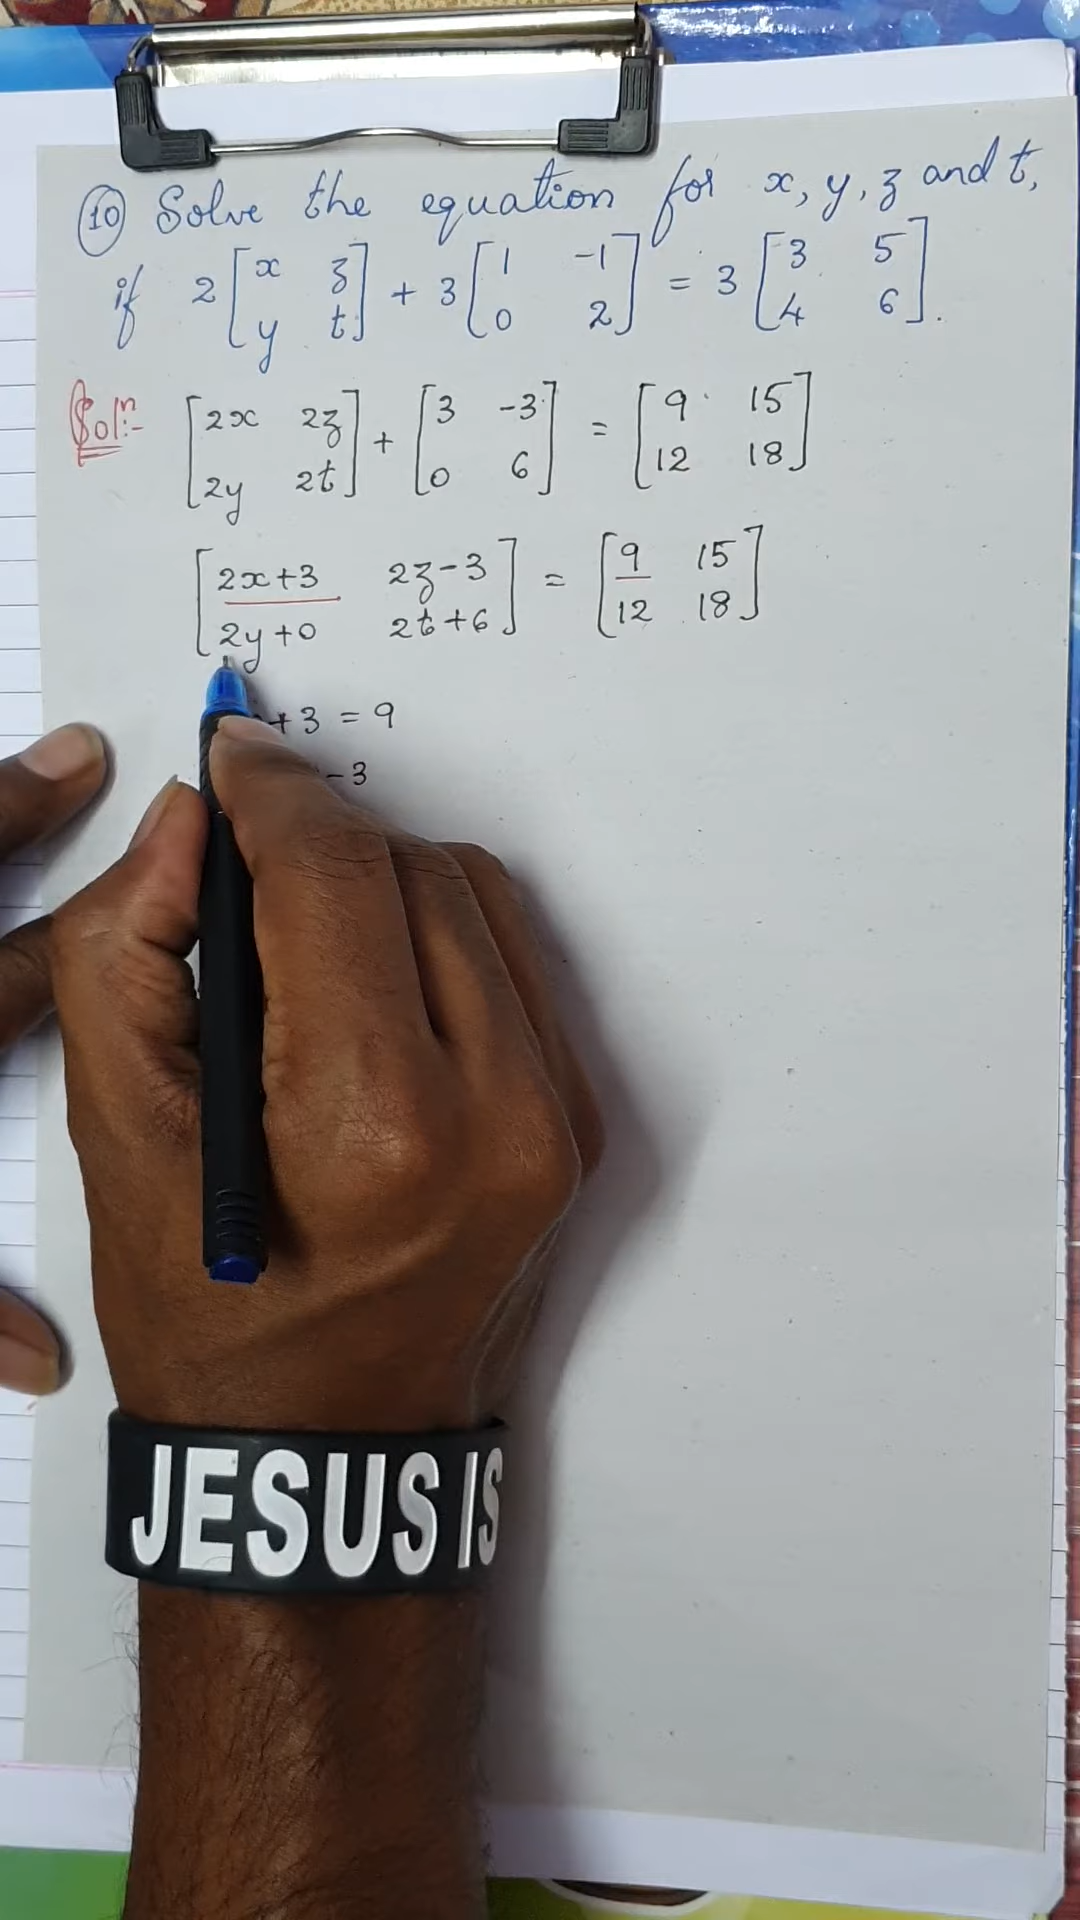 10 Solve the equation for x, y, z and t,
if 2 [x z; y t] + 3 [1 -1; 0 2] = 3 [3 5; 4 6].
Solⁿ:- [2x 2z; 2y 2t] + [3 -3; 0 6] = [9 15; 12 18]
[2x+3 2z-3; 2y+0 2t+6] = [9 15; 12 18]
+3 = 9
-3
JESUS IS